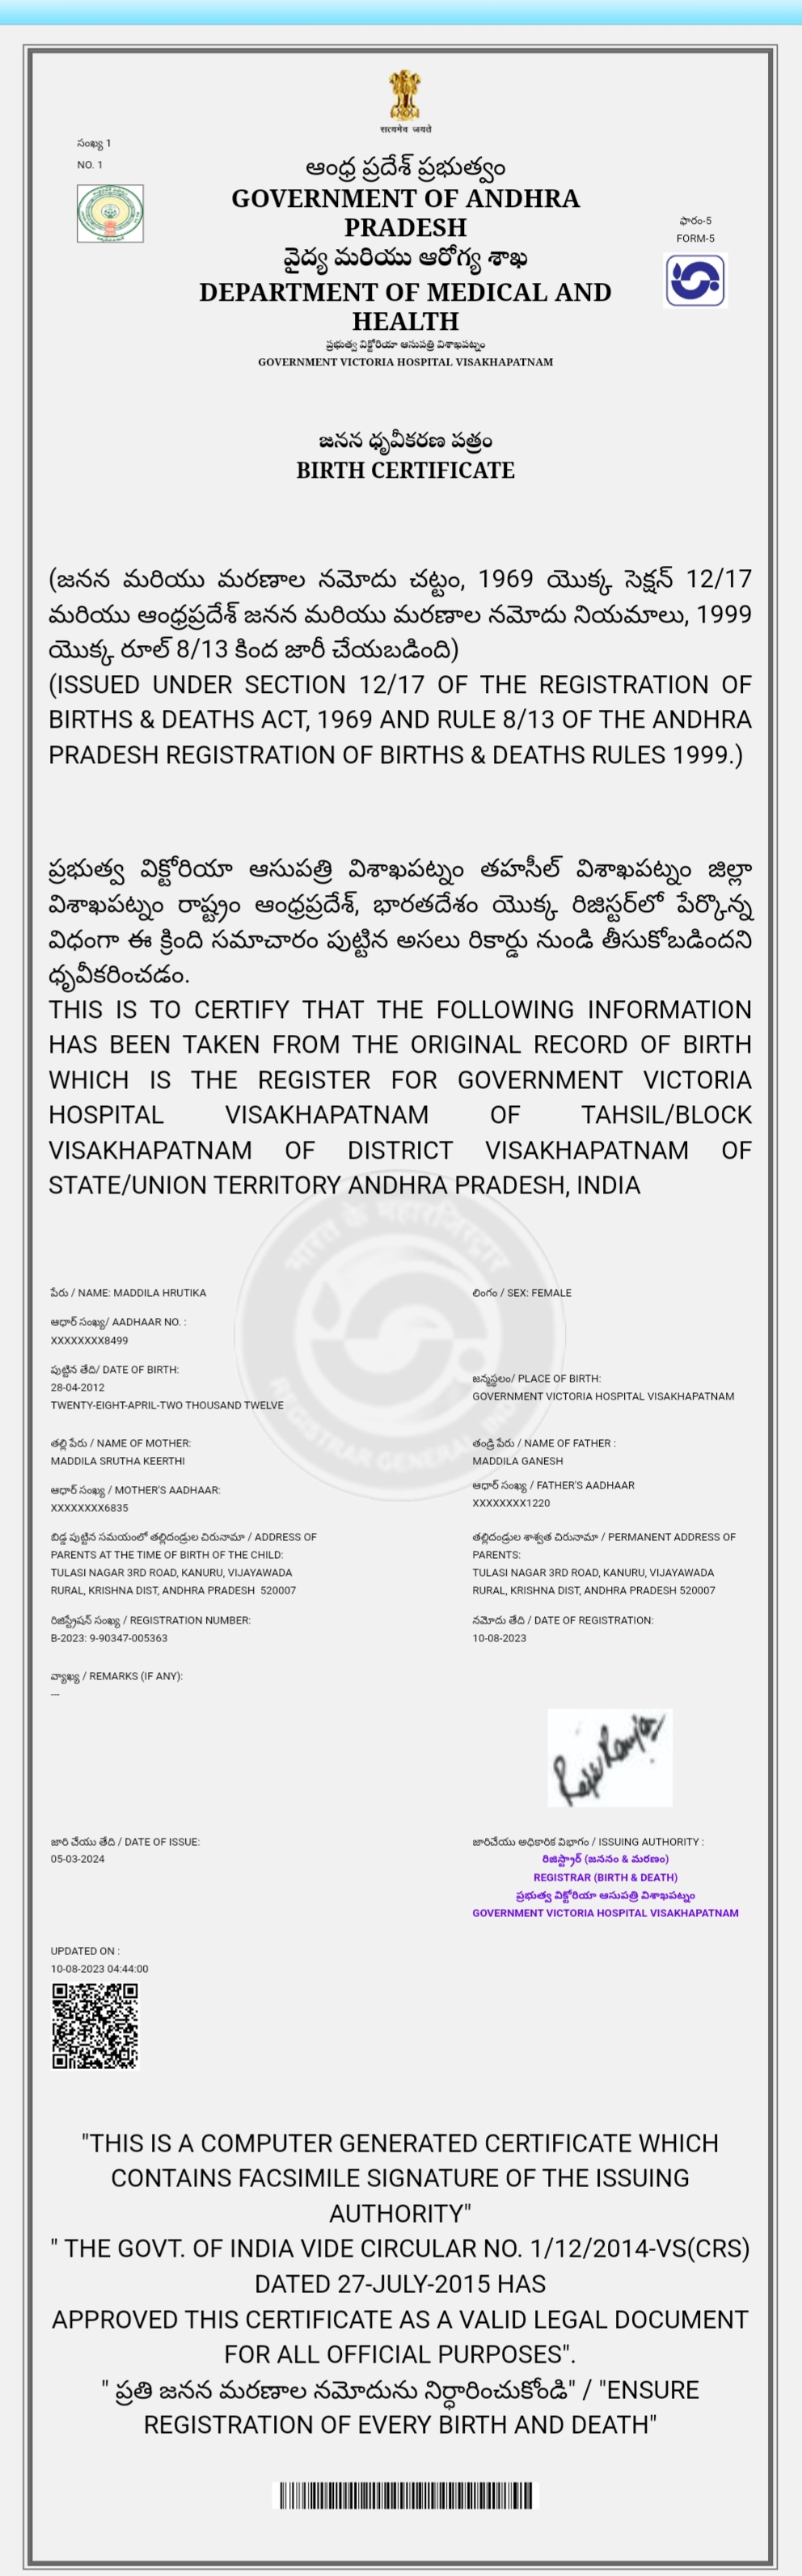 सत्यमेव जयते
సంఖ్య 1
NO. 1
ఆంధ్ర ప్రదేశ్ ప్రభుత్వం
GOVERNMENT OF ANDHRA
PRADESH
ఫారం-5
FORM-5
వైద్య మరియు ఆరోగ్య శాఖ
DEPARTMENT OF MEDICAL AND
HEALTH
ప్రభుత్వ విక్టోరియా ఆసుపత్రి విశాఖపట్నం
GOVERNMENT VICTORIA HOSPITAL VISAKHAPATNAM
జనన ధృవీకరణ పత్రం
BIRTH CERTIFICATE
(జనన మరియు మరణాల నమోదు చట్టం, 1969 యొక్క సెక్షన్ 12/17
మరియు ఆంధ్రప్రదేశ్ జనన మరియు మరణాల నమోదు నియమాలు, 1999
యొక్క రూల్ 8/13 కింద జారీ చేయబడింది)
(ISSUED UNDER SECTION 12/17 OF THE REGISTRATION OF
BIRTHS & DEATHS ACT, 1969 AND RULE 8/13 OF THE ANDHRA
PRADESH REGISTRATION OF BIRTHS & DEATHS RULES 1999.)
ప్రభుత్వ విక్టోరియా ఆసుపత్రి విశాఖపట్నం తహసీల్ విశాఖపట్నం జిల్లా
విశాఖపట్నం రాష్ట్రం ఆంధ్రప్రదేశ్, భారతదేశం యొక్క రిజిస్టర్‌లో పేర్కొన్న
విధంగా ఈ క్రింది సమాచారం పుట్టిన అసలు రికార్డు నుండి తీసుకోబడిందని
ధృవీకరించడం.
THIS IS TO CERTIFY THAT THE FOLLOWING INFORMATION
HAS BEEN TAKEN FROM THE ORIGINAL RECORD OF BIRTH
WHICH IS THE REGISTER FOR GOVERNMENT VICTORIA
HOSPITAL VISAKHAPATNAM OF TAHSIL/BLOCK
VISAKHAPATNAM OF DISTRICT VISAKHAPATNAM OF
STATE/UNION TERRITORY ANDHRA PRADESH, INDIA
भारत के महारजिस्ट्रार
REGISTRAR GENERAL
పేరు / NAME: MADDILA HRUTIKA
లింగం / SEX: FEMALE
ఆధార్ సంఖ్య/ AADHAAR NO. :
XXXXXXXX8499
పుట్టిన తేది/ DATE OF BIRTH:
28-04-2012
TWENTY-EIGHT-APRIL-TWO THOUSAND TWELVE
జన్మస్థలం/ PLACE OF BIRTH:
GOVERNMENT VICTORIA HOSPITAL VISAKHAPATNAM
తల్లి పేరు / NAME OF MOTHER:
MADDILA SRUTHA KEERTHI
తండ్రి పేరు / NAME OF FATHER :
MADDILA GANESH
ఆధార్ సంఖ్య / MOTHER'S AADHAAR:
XXXXXXXX6835
ఆధార్ సంఖ్య / FATHER'S AADHAAR
XXXXXXXX1220
బిడ్డ పుట్టిన సమయంలో తల్లిదండ్రుల చిరునామా / ADDRESS OF
PARENTS AT THE TIME OF BIRTH OF THE CHILD:
TULASI NAGAR 3RD ROAD, KANURU, VIJAYAWADA
RURAL, KRISHNA DIST, ANDHRA PRADESH 520007
తల్లిదండ్రుల శాశ్వత చిరునామా / PERMANENT ADDRESS OF
PARENTS:
TULASI NAGAR 3RD ROAD, KANURU, VIJAYAWADA
RURAL, KRISHNA DIST, ANDHRA PRADESH 520007
రిజిస్ట్రేషన్ సంఖ్య / REGISTRATION NUMBER:
B-2023: 9-90347-005363
నమోదు తేది / DATE OF REGISTRATION:
10-08-2023
వ్యాఖ్య / REMARKS (IF ANY):
---
జారి చేయు తేది / DATE OF ISSUE:
05-03-2024
జారిచేయు అధికారిక విభాగం / ISSUING AUTHORITY :
రిజిస్ట్రార్ (జననం & మరణం)
REGISTRAR (BIRTH & DEATH)
ప్రభుత్వ విక్టోరియా ఆసుపత్రి విశాఖపట్నం
GOVERNMENT VICTORIA HOSPITAL VISAKHAPATNAM
UPDATED ON :
10-08-2023 04:44:00
"THIS IS A COMPUTER GENERATED CERTIFICATE WHICH
CONTAINS FACSIMILE SIGNATURE OF THE ISSUING
AUTHORITY"
" THE GOVT. OF INDIA VIDE CIRCULAR NO. 1/12/2014-VS(CRS)
DATED 27-JULY-2015 HAS
APPROVED THIS CERTIFICATE AS A VALID LEGAL DOCUMENT
FOR ALL OFFICIAL PURPOSES".
" ప్రతి జనన మరణాల నమోదును నిర్ధారించుకోండి" / "ENSURE
REGISTRATION OF EVERY BIRTH AND DEATH"